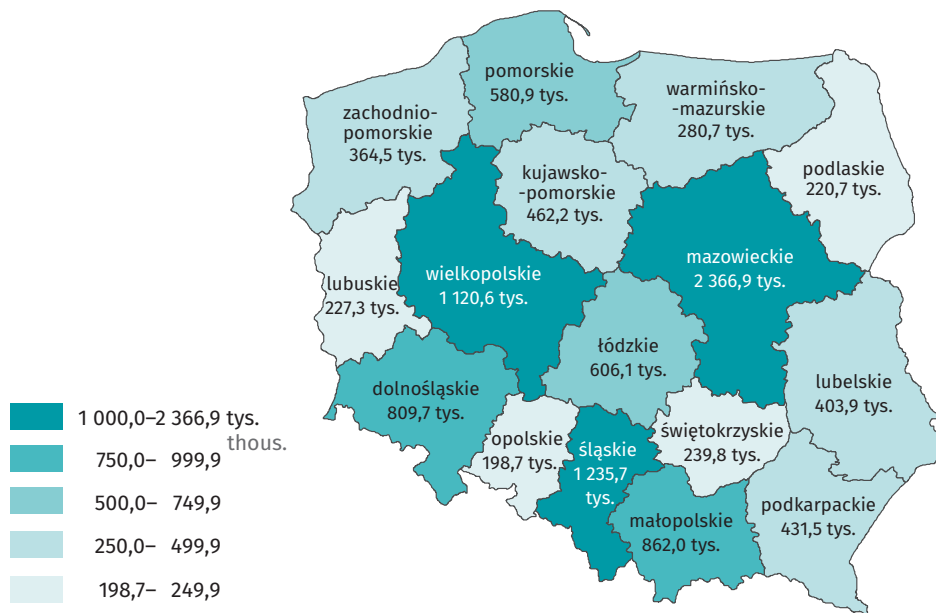 pomorskie
580,9 tys.
warmińsko-
-mazurskie
280,7 tys.
zachodnio-
pomorskie
364,5 tys.
podlaskie
220,7 tys.
kujawsko-
-pomorskie
462,2 tys.
mazowieckie
2 366,9 tys.
wielkopolskie
1 120,6 tys.
lubuskie
227,3 tys.
łódzkie
606,1 tys.
lubelskie
403,9 tys.
dolnośląskie
809,7 tys.
opolskie
198,7 tys.
śląskie
1 235,7
tys.
świętokrzyskie
239,8 tys.
małopolskie
862,0 tys.
podkarpackie
431,5 tys.
1 000,0–2 366,9 tys.
thous.
750,0– 999,9
500,0– 749,9
250,0– 499,9
198,7– 249,9